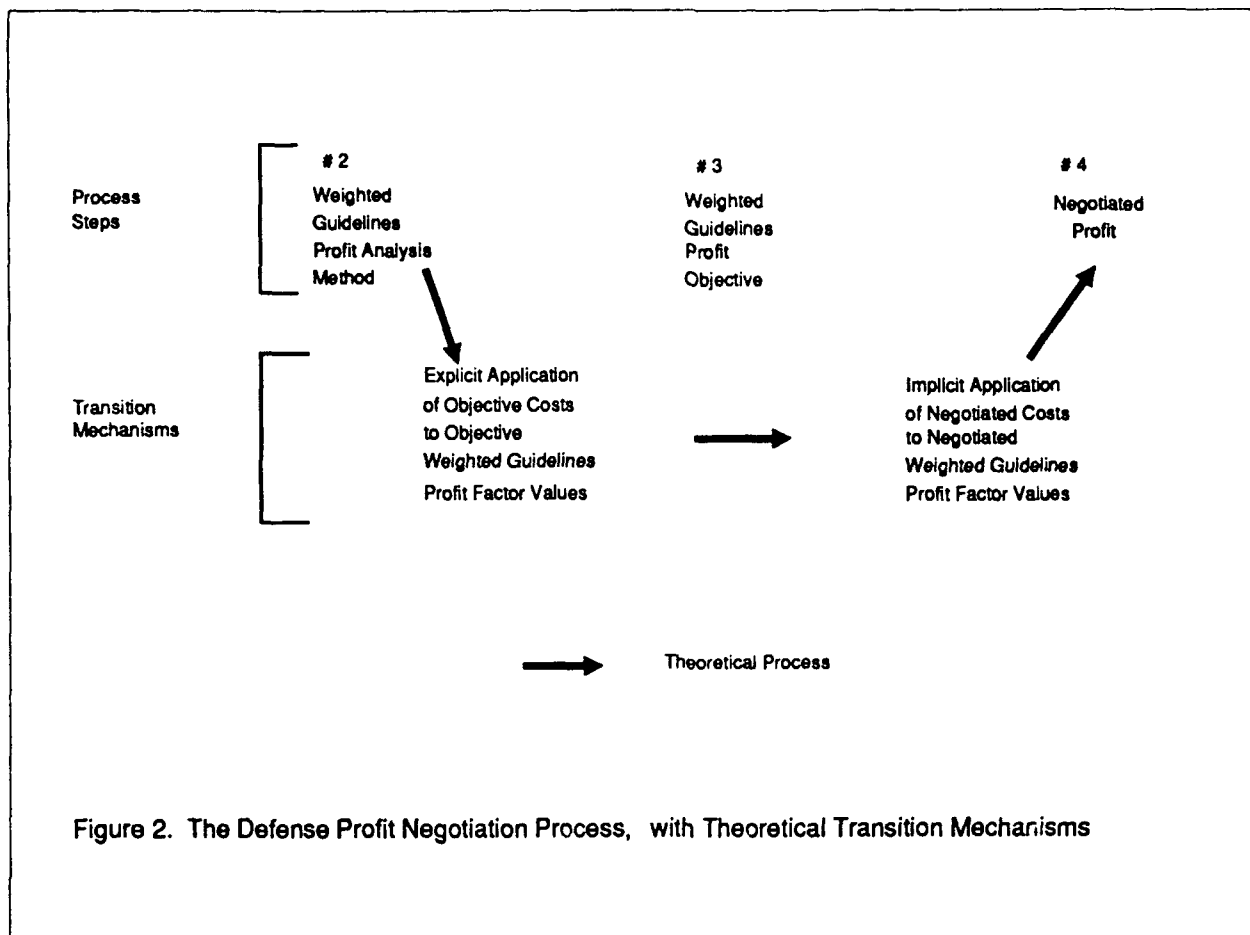 Process
Steps
# 2
Weighted
Guidelines
Profit Analysis
Method
# 3
Weighted
Guidelines
Profit
Objective
# 4
Negotiated
Profit
Transition
Mechanisms
Explicit Application
of Objective Costs
to Objective
Weighted Guidelines
Profit Factor Values
Implicit Application
of Negotiated Costs
to Negotiated
Weighted Guidelines
Profit Factor Values
Theoretical Process
Figure 2. The Defense Profit Negotiation Process, with Theoretical Transition Mechanisms